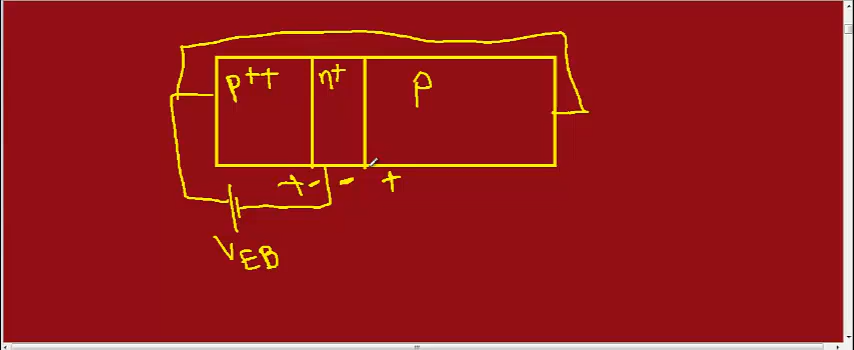 p++ n+ p
+ - - +
VEB